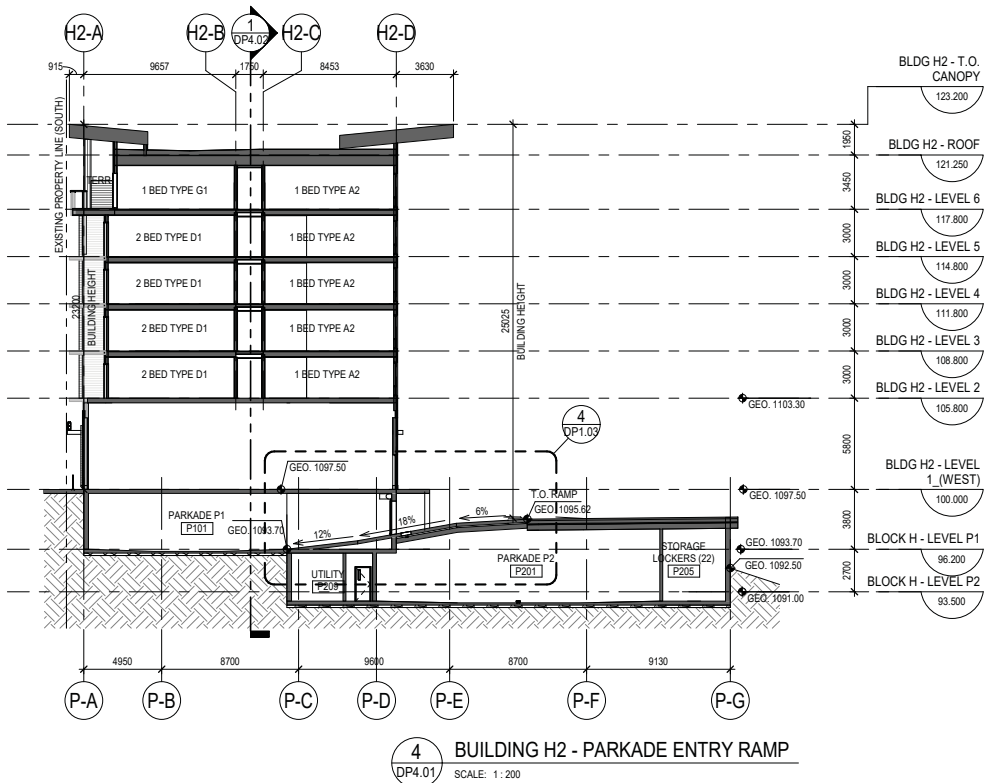 H2-A
H2-B
1
DP4.02
H2-C
H2-D
915
9657
1750
8453
3630
BLDG H2 - T.O.
CANOPY
123.200
EXISTING PROPERTY LINE (SOUTH)
1950
BLDG H2 - ROOF
121.250
TERR.
1 BED TYPE G1
1 BED TYPE A2
3450
BLDG H2 - LEVEL 6
117.800
2 BED TYPE D1
1 BED TYPE A2
3000
BLDG H2 - LEVEL 5
114.800
2 BED TYPE D1
1 BED TYPE A2
3000
BLDG H2 - LEVEL 4
111.800
23200
BUILDING HEIGHT
25025
BUILDING HEIGHT
2 BED TYPE D1
1 BED TYPE A2
3000
BLDG H2 - LEVEL 3
108.800
2 BED TYPE D1
1 BED TYPE A2
3000
BLDG H2 - LEVEL 2
105.800
GEO. 1103.30
4
DP1.03
5800
GEO. 1097.50
BLDG H2 - LEVEL
1_(WEST)
100.000
GEO. 1097.50
T.O. RAMP
GEO. 1095.62
PARKADE P1
P101
GEO. 1093.70
12%
18%
6%
3800
GEO. 1093.70
BLOCK H - LEVEL P1
96.200
UTILITY
P209
PARKADE P2
P201
STORAGE
LOCKERS (22)
P205
GEO. 1092.50
2700
GEO. 1091.00
BLOCK H - LEVEL P2
93.500
4950
8700
9600
8700
9130
P-A
P-B
P-C
P-D
P-E
P-F
P-G
4
DP4.01
BUILDING H2 - PARKADE ENTRY RAMP
SCALE: 1 : 200